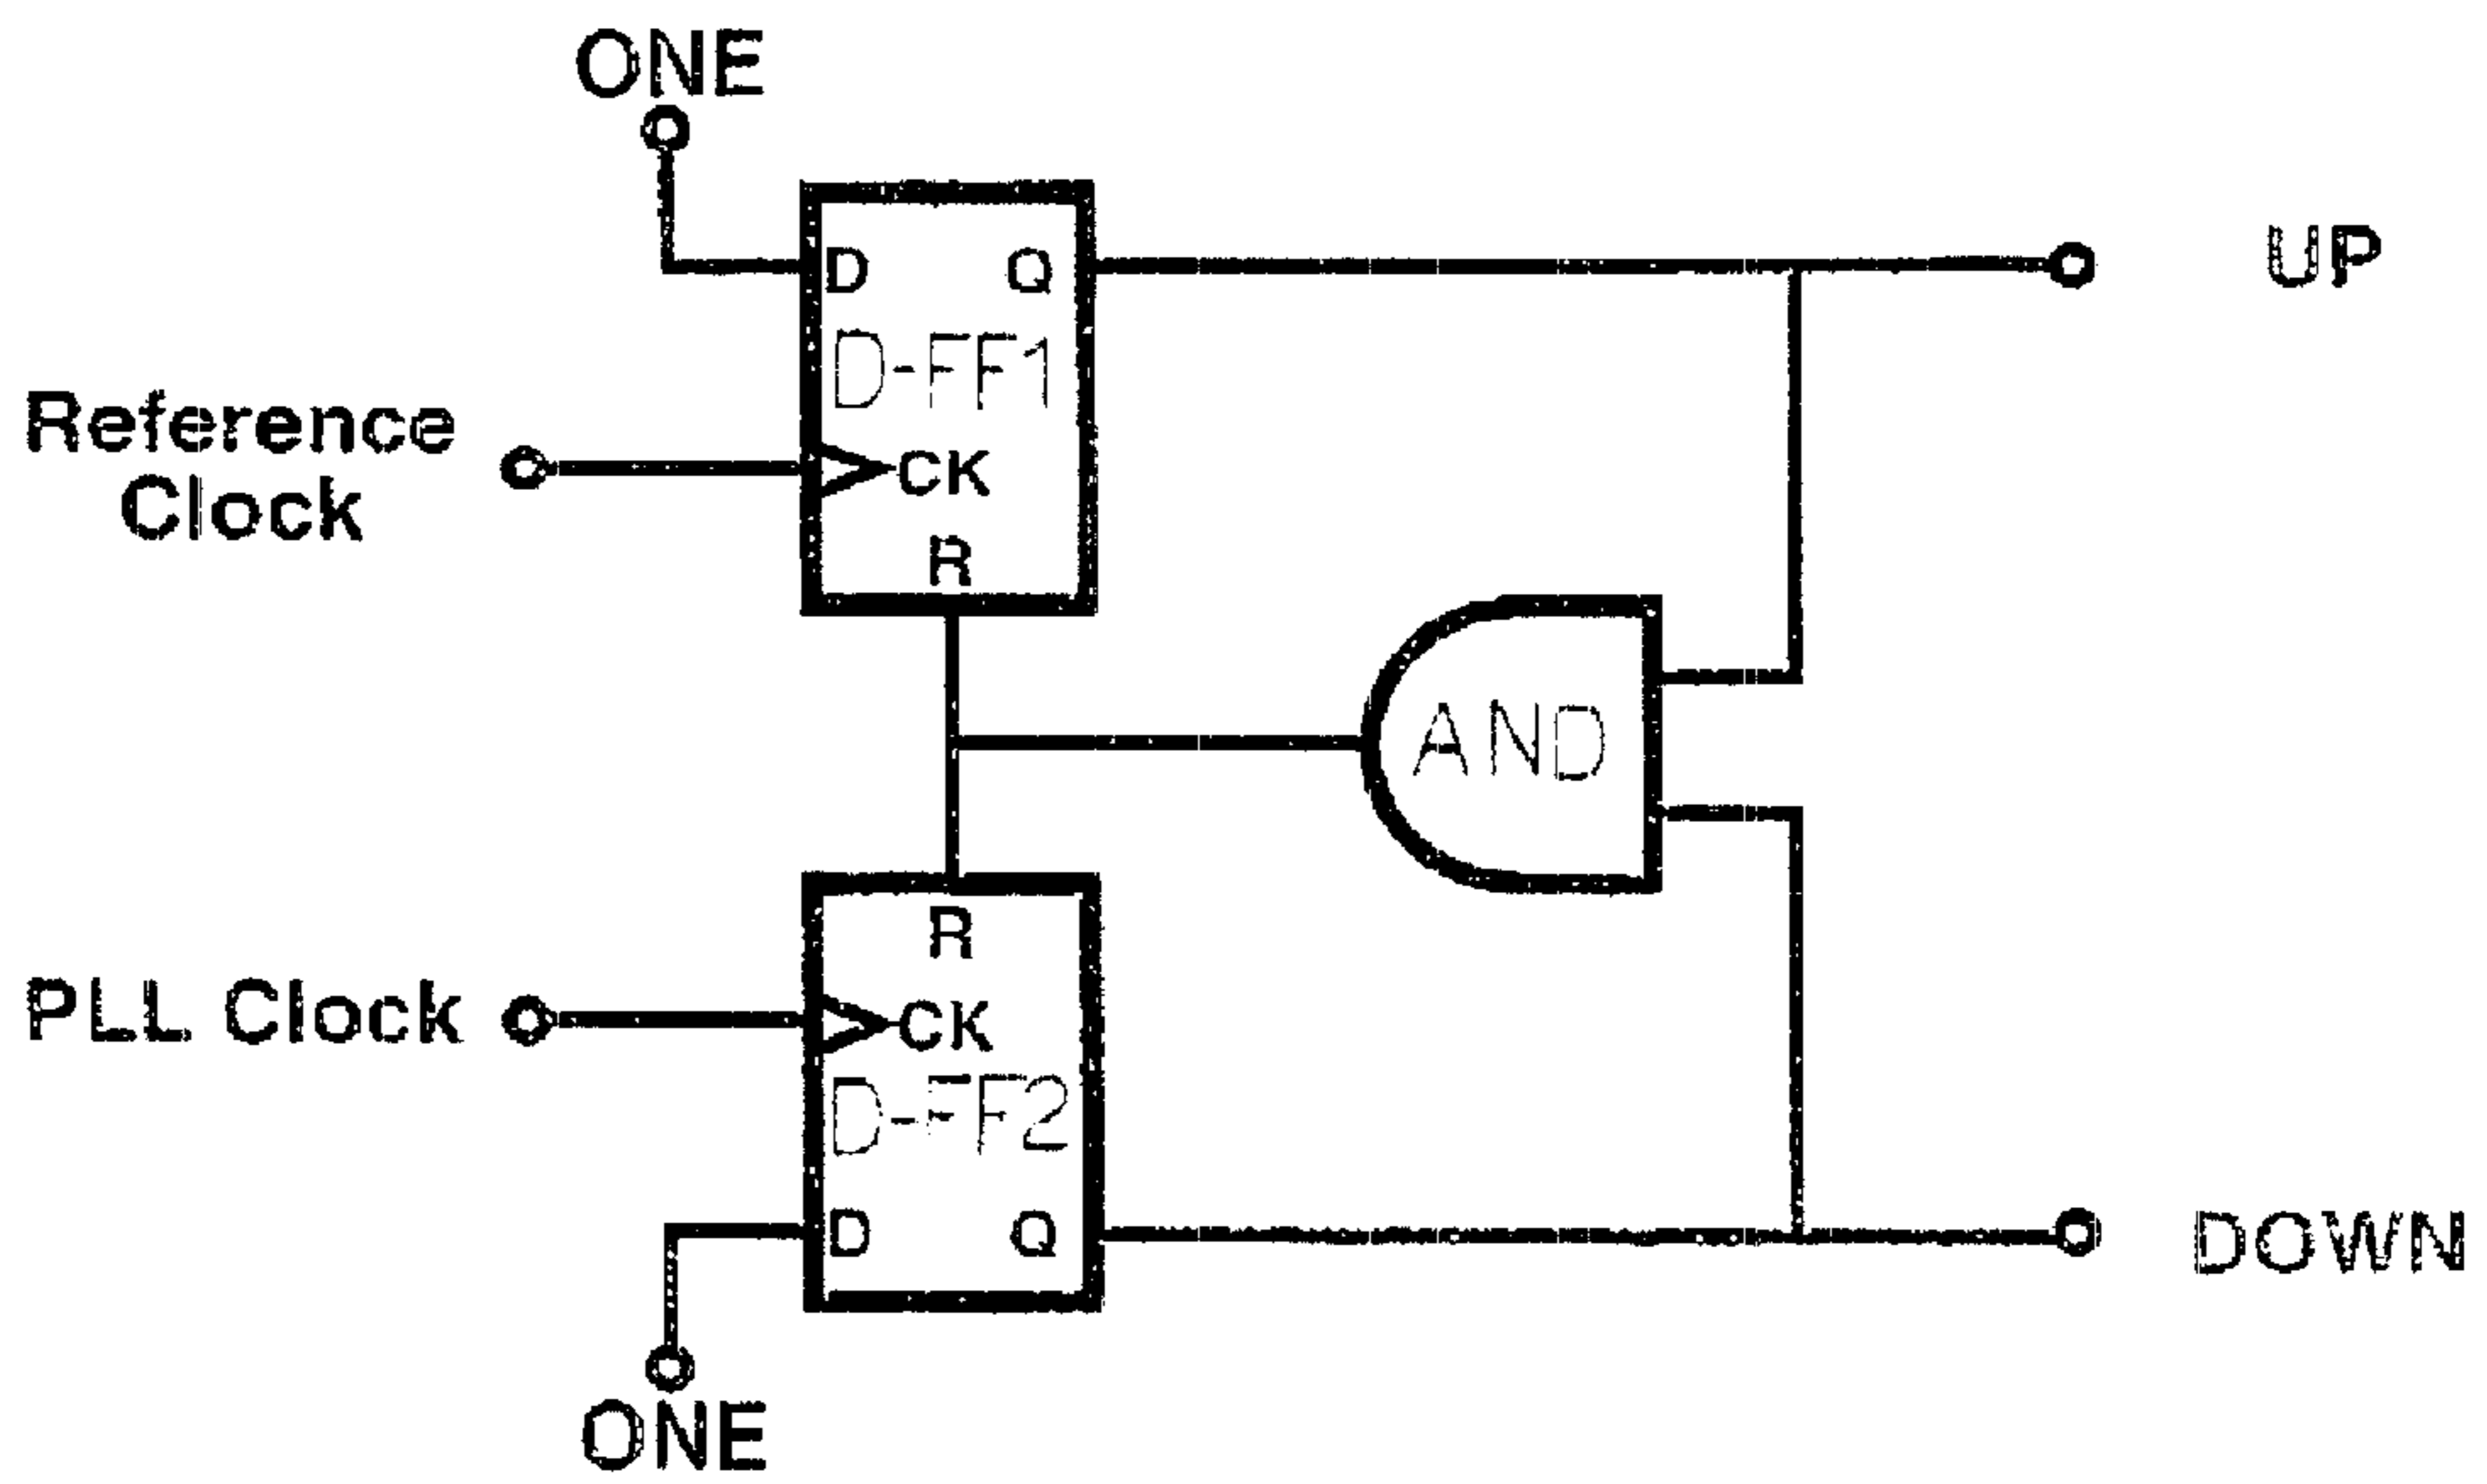 ONE
D Q
D-FF1
Reference
Clock
CK
R
UP
AND
R
PLL Clock
CK
D-FF2
D Q
DOWN
ONE